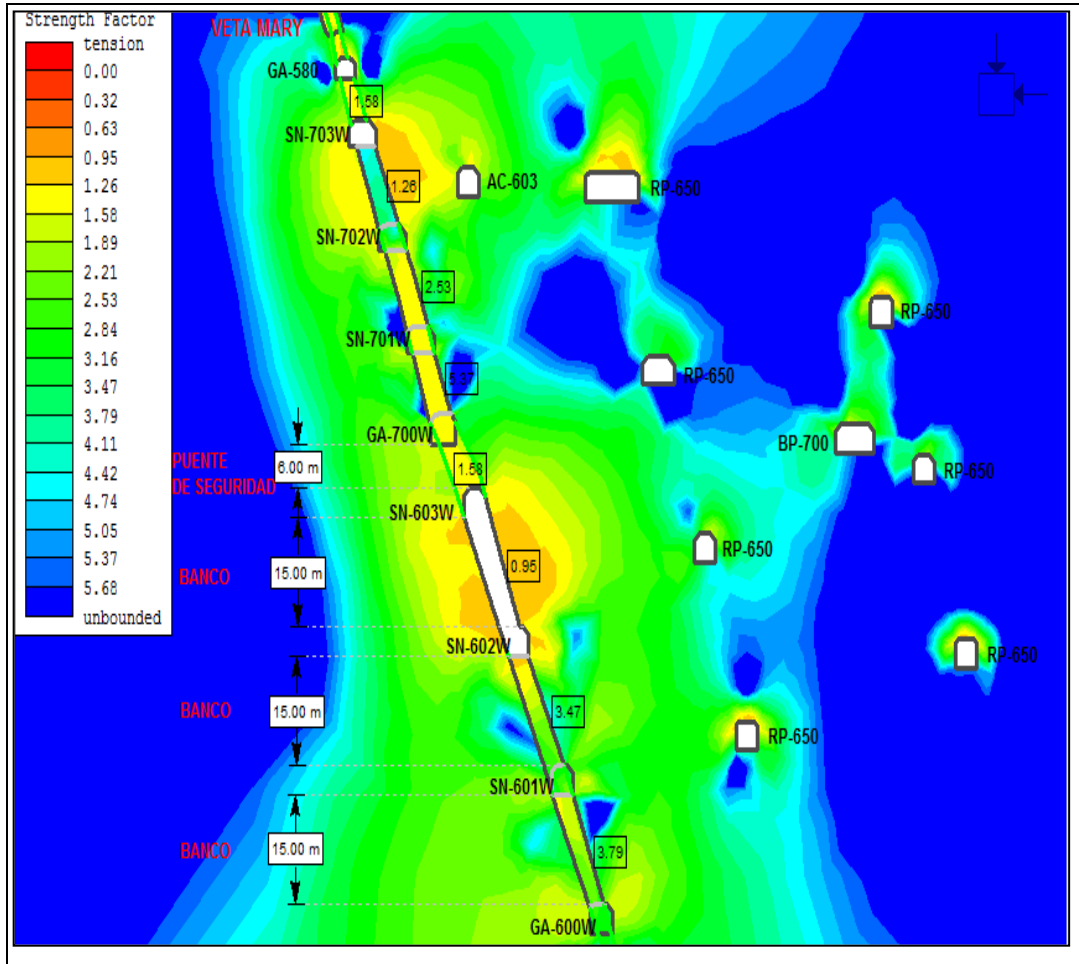 Strength Factor
tension
0.00
0.32
0.63
0.95
1.26
1.58
1.89
2.21
2.53
2.84
3.16
3.47
3.79
4.11
4.42
4.74
5.05
5.37
5.68
unbounded
VETA MARY
GA-580
1.58
SN-703W
1.26
AC-603
RP-650
SN-702W
2.53
RP-650
SN-701W
5.37
RP-650
GA-700W
BP-700
PUENTE
DE SEGURIDAD
6.00 m
1.58
RP-650
SN-603W
RP-650
BANCO
15.00 m
0.95
SN-602W
RP-650
BANCO
15.00 m
3.47
RP-650
SN-601W
BANCO
15.00 m
3.79
GA-600W